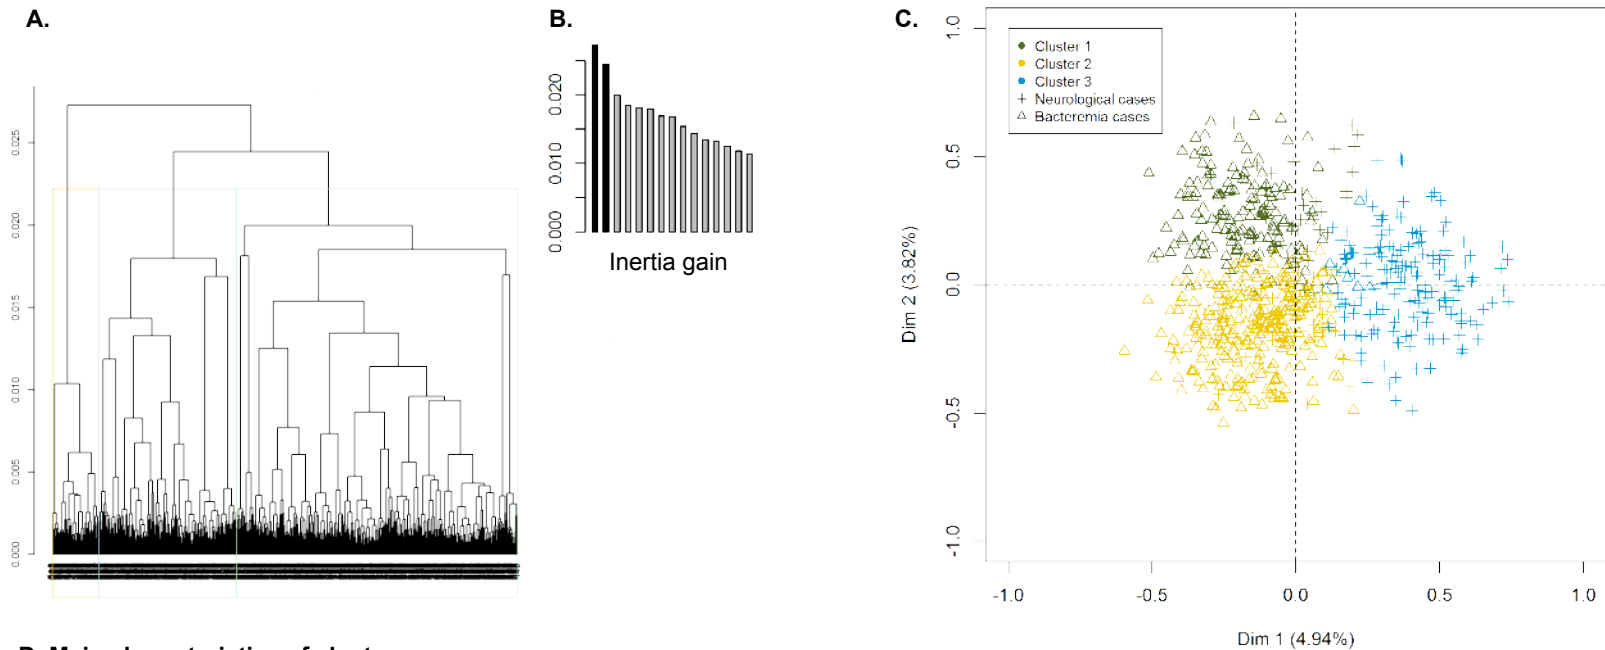 A.
B.
C.
0.000
0.005
0.010
0.015
0.020
0.025
0.000
0.010
0.020
Inertia gain
Cluster 1
Cluster 2
Cluster 3
Neurological cases
Bacteremia cases
1.0
0.5
0.0
-0.5
-1.0
Dim 2 (3.82%)
-1.0
-0.5
0.0
0.5
1.0
Dim 1 (4.94%)